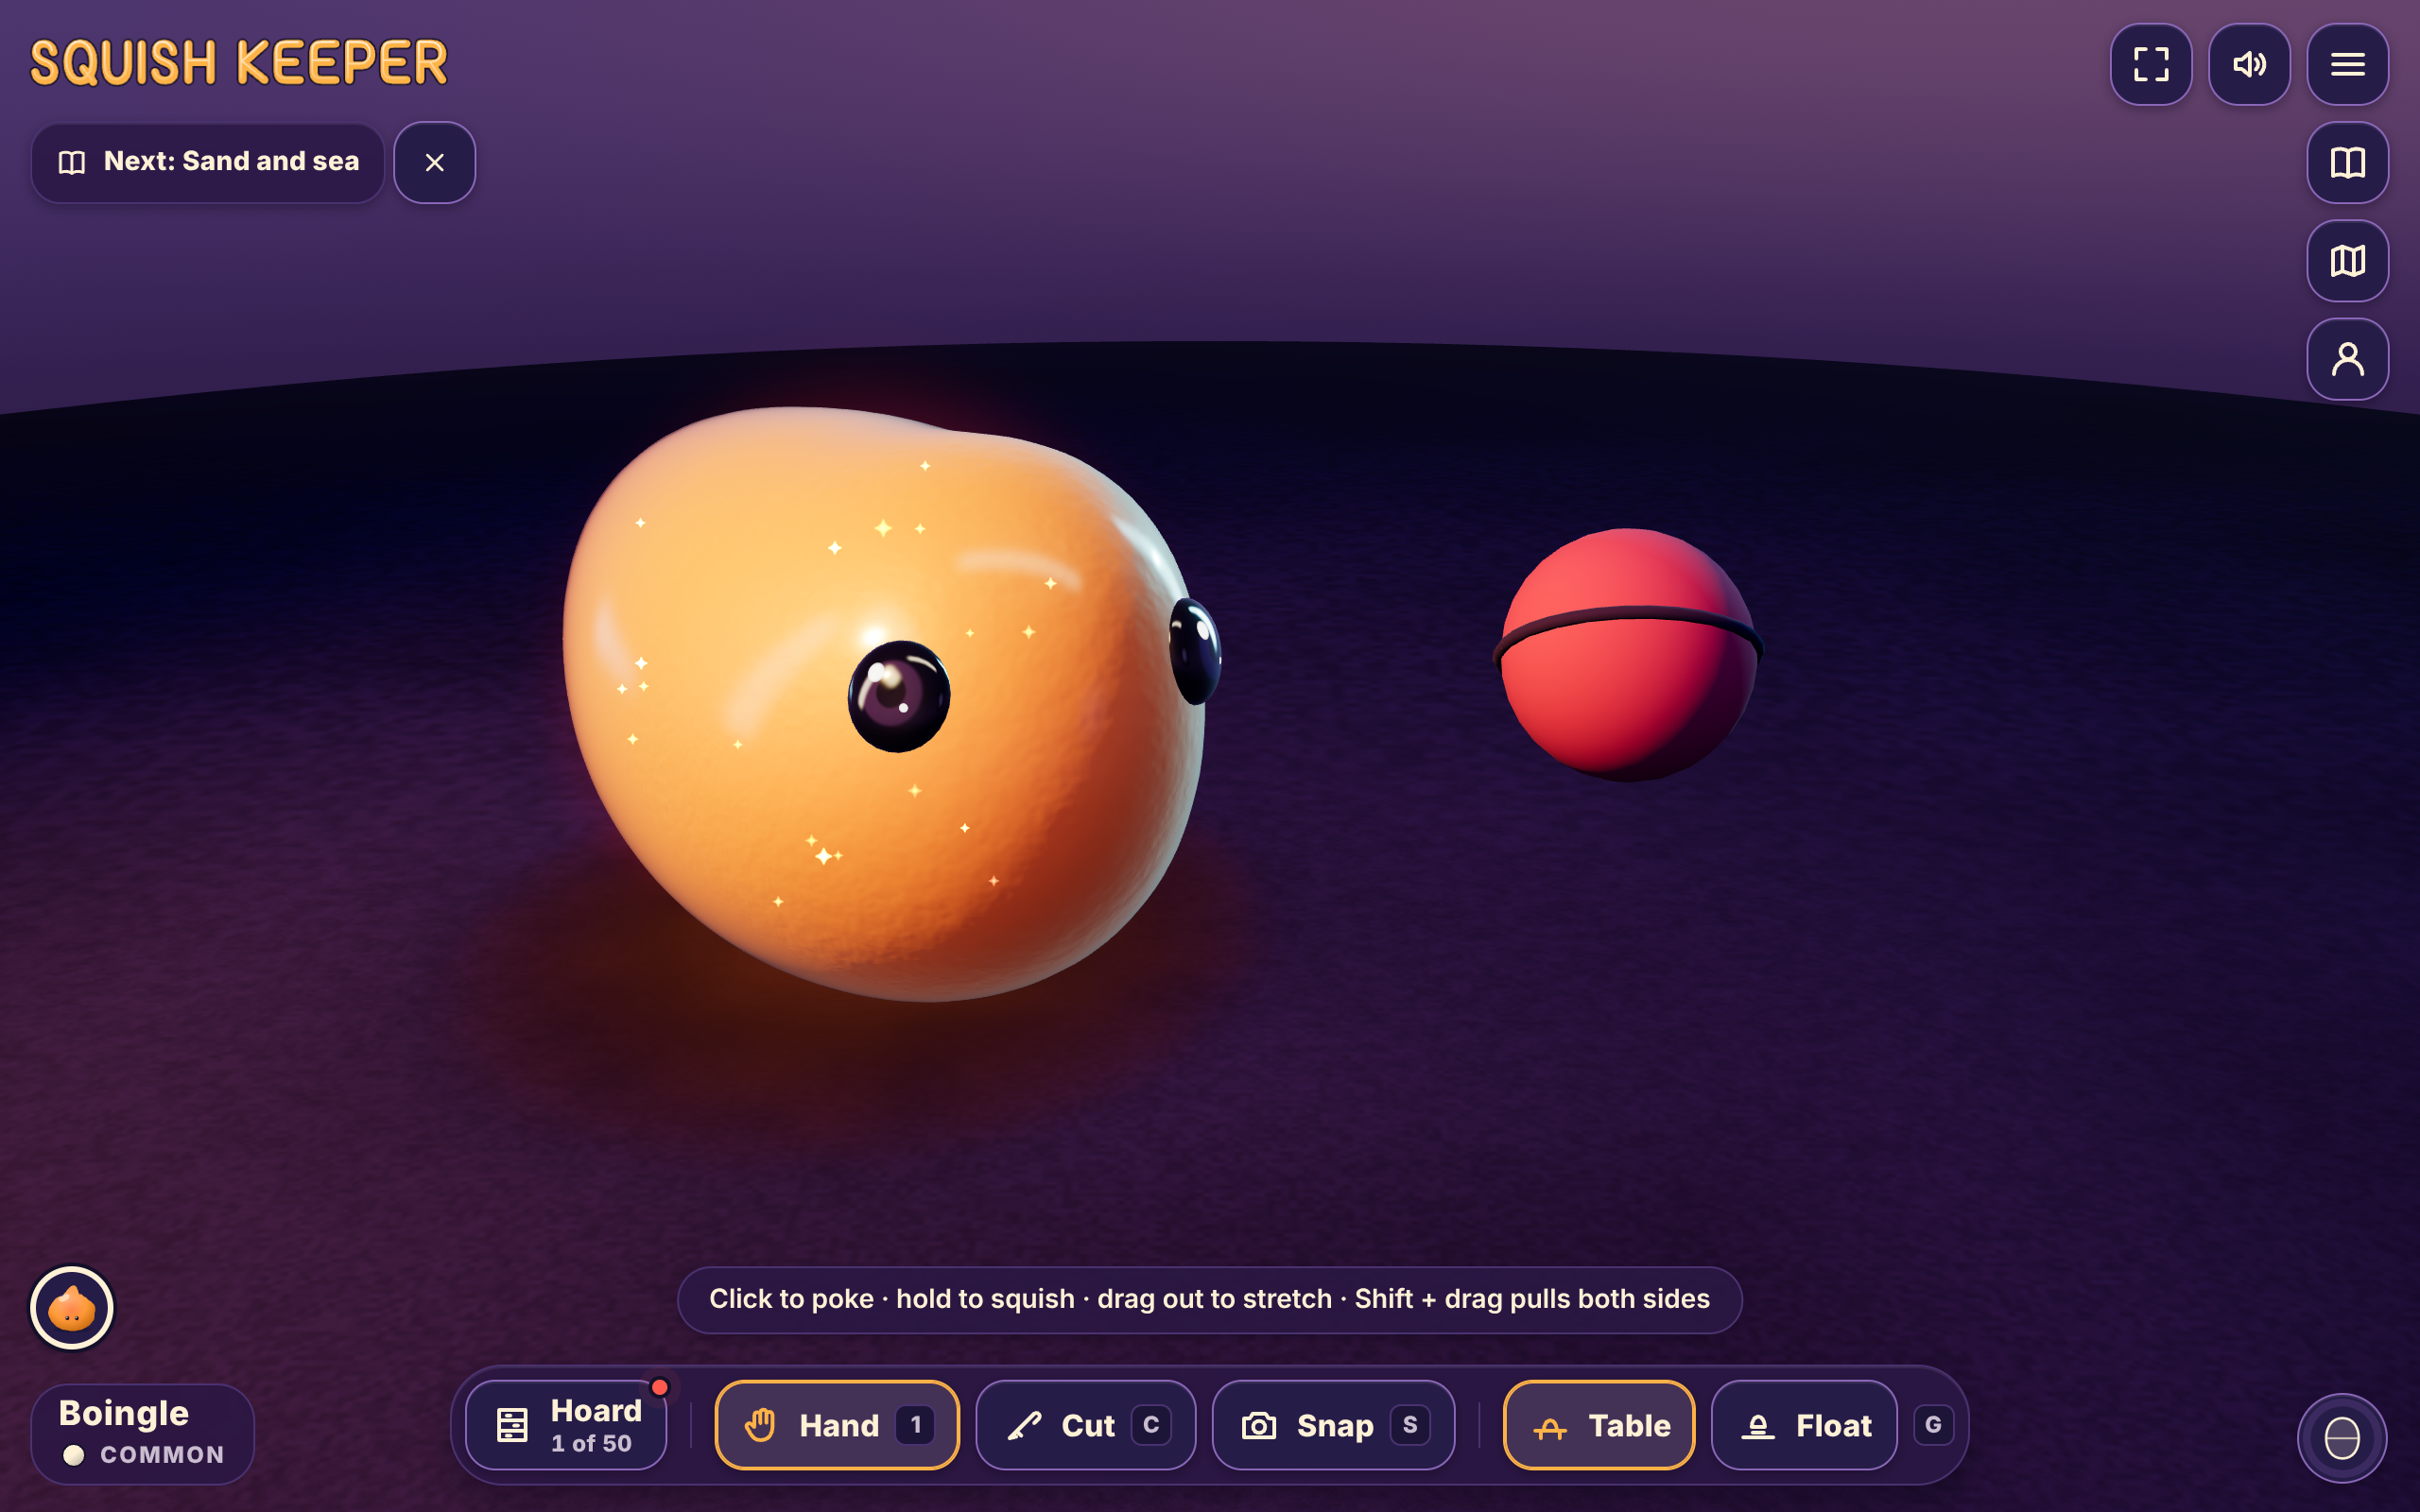 SQUISH KEEPER
Next: Sand and sea
Click to poke · hold to squish · drag out to stretch · Shift + drag pulls both sides
Boingle
COMMON
Hoard
1 of 50
Hand 1
Cut C
Snap S
Table
Float G